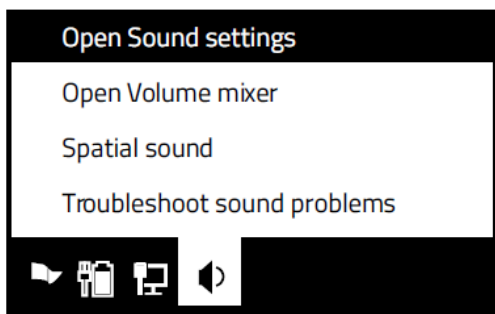 Open Sound settings
Open Volume mixer
Spatial sound
Troubleshoot sound problems